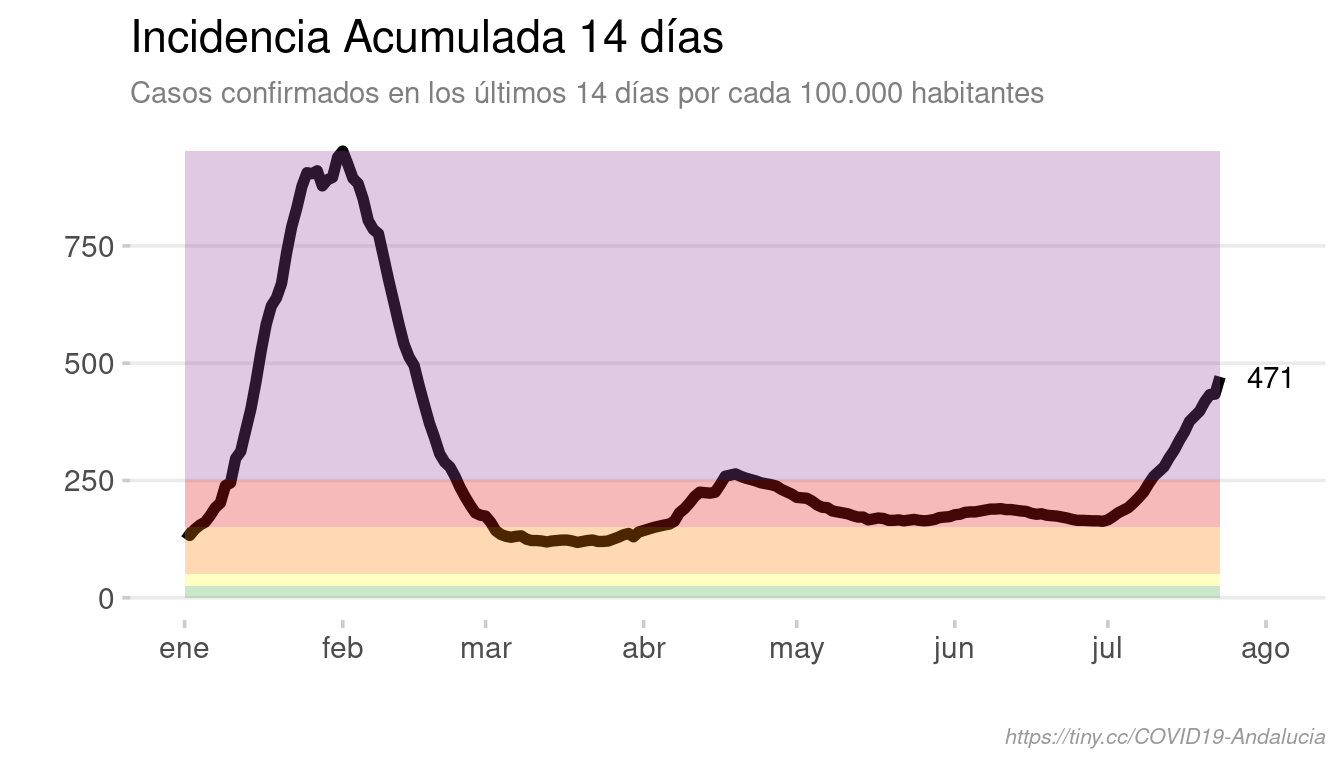 Incidencia Acumulada 14 días
Casos confirmados en los últimos 14 días por cada 100.000 habitantes
750
500
471
250
0
ene feb mar abr may jun jul ago
https://tiny.cc/COVID19-Andalucia